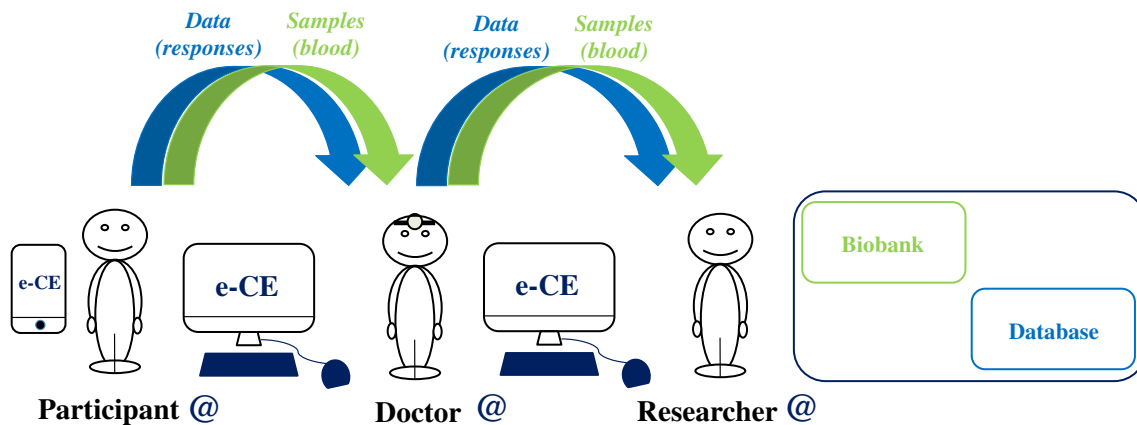 Data
(responses)
Samples
(blood)
Data
(responses)
Samples
(blood)
e-CE
e-CE
e-CE
Biobank
Database
Participant @
Doctor @
Researcher @